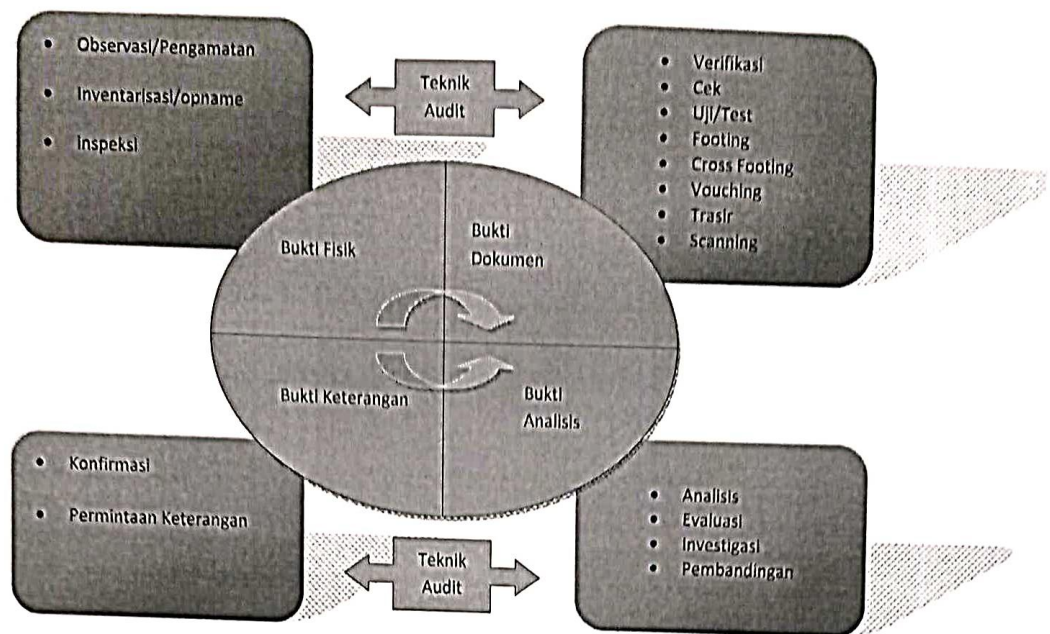 Observasi/Pengamatan
Inventarisasi/opname
Inspeksi
Teknik
Audit
Verifikasi
Cek
Uji/Test
Footing
Cross Footing
Vouching
Trasir
Scanning
Bukti Fisik
Bukti
Dokumen
Bukti Keterangan
Bukti
Analisis
Konfirmasi
Permintaan Keterangan
Teknik
Audit
Analisis
Evaluasi
Investigasi
Pembandingan